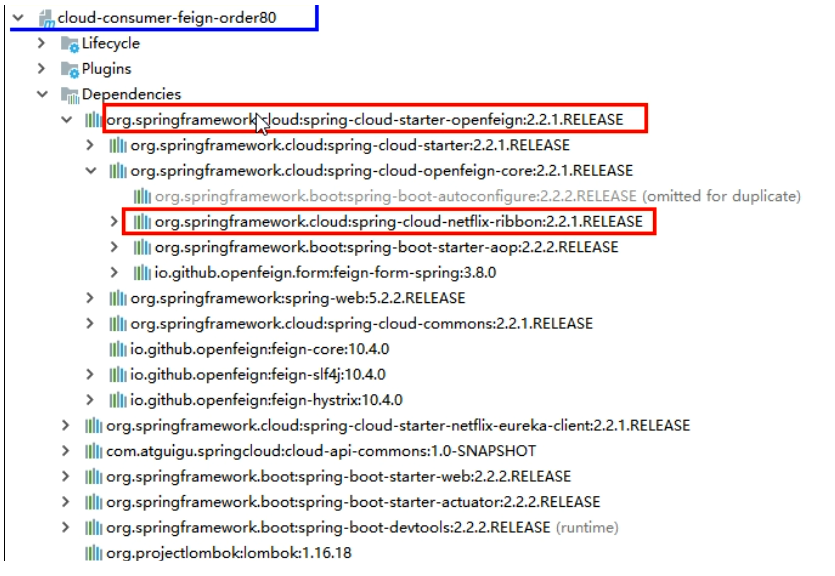 cloud-consumer-feign-order80
Lifecycle
Plugins
Dependencies
org.springframework.cloud:spring-cloud-starter-openfeign:2.2.1.RELEASE
org.springframework.cloud:spring-cloud-starter:2.2.1.RELEASE
org.springframework.cloud:spring-cloud-openfeign-core:2.2.1.RELEASE
org.springframework.boot:spring-boot-autoconfigure:2.2.2.RELEASE (omitted for duplicate)
org.springframework.cloud:spring-cloud-netflix-ribbon:2.2.1.RELEASE
org.springframework.boot:spring-boot-starter-aop:2.2.2.RELEASE
io.github.openfeign.form:feign-form-spring:3.8.0
org.springframework:spring-web:5.2.2.RELEASE
org.springframework.cloud:spring-cloud-commons:2.2.1.RELEASE
io.github.openfeign:feign-core:10.4.0
io.github.openfeign:feign-slf4j:10.4.0
io.github.openfeign:feign-hystrix:10.4.0
org.springframework.cloud:spring-cloud-starter-netflix-eureka-client:2.2.1.RELEASE
com.atguigu.springcloud:cloud-api-commons:1.0-SNAPSHOT
org.springframework.boot:spring-boot-starter-web:2.2.2.RELEASE
org.springframework.boot:spring-boot-starter-actuator:2.2.2.RELEASE
org.springframework.boot:spring-boot-devtools:2.2.2.RELEASE (runtime)
org.projectlombok:lombok:1.16.18